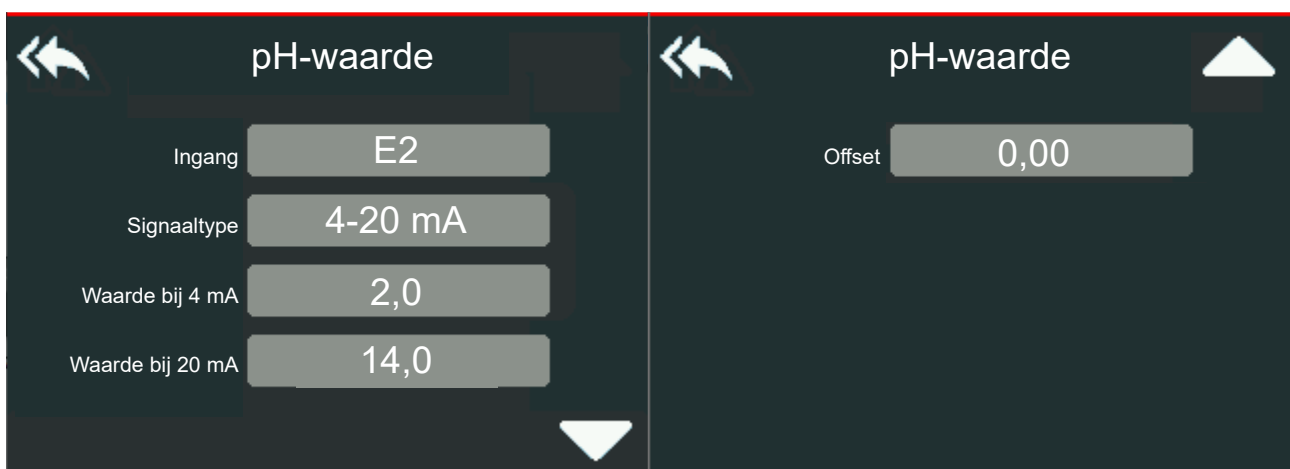 pH-waarde
Ingang E2
Signaaltype 4-20 mA
Waarde bij 4 mA 2,0
Waarde bij 20 mA 14,0
pH-waarde
Offset 0,00